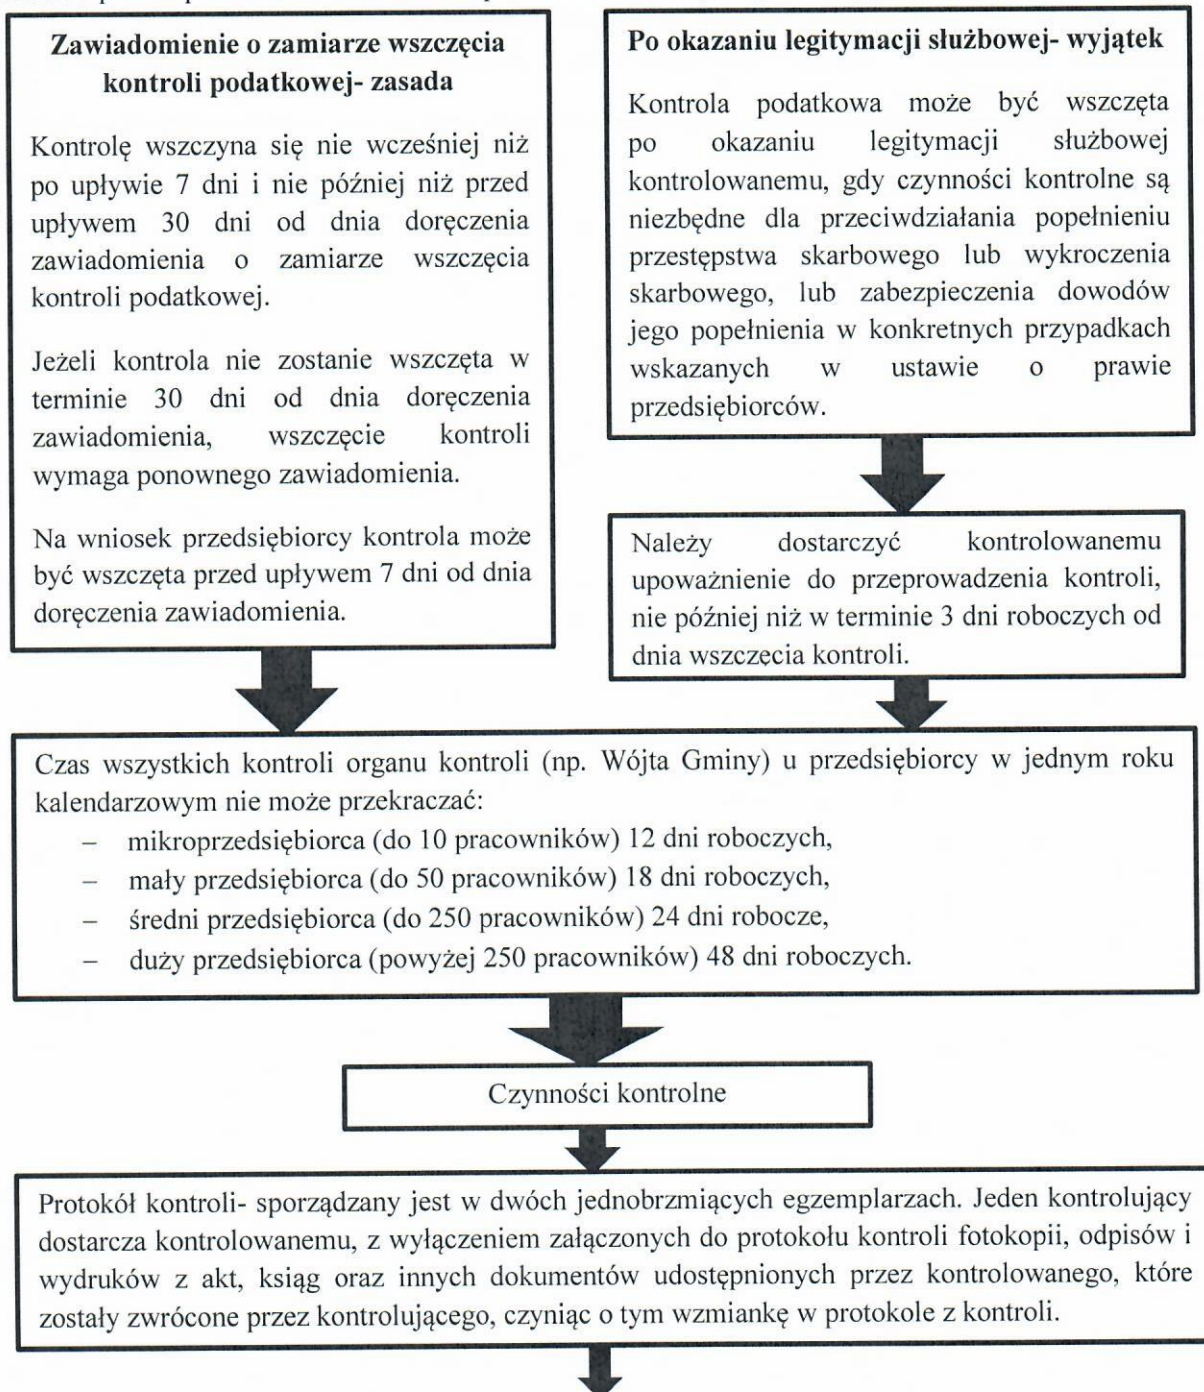 Zawiadomienie o zamiarze wszczęcia
kontroli podatkowej- zasada
Kontrolę wszczyna się nie wcześniej niż
po upływie 7 dni i nie później niż przed
upływem 30 dni od dnia doręczenia
zawiadomienia o zamiarze wszczęcia
kontroli podatkowej.
Jeżeli kontrola nie zostanie wszczęta w
terminie 30 dni od dnia doręczenia
zawiadomienia, wszczęcie kontroli
wymaga ponownego zawiadomienia.
Na wniosek przedsiębiorcy kontrola może
być wszczęta przed upływem 7 dni od dnia
doręczenia zawiadomienia.
Po okazaniu legitymacji służbowej- wyjątek
Kontrola podatkowa może być wszczęta
po okazaniu legitymacji służbowej
kontrolowanemu, gdy czynności kontrolne są
niezbędne dla przeciwdziałania popełnieniu
przestępstwa skarbowego lub wykroczenia
skarbowego, lub zabezpieczenia dowodów
jego popełnienia w konkretnych przypadkach
wskazanych w ustawie o prawie
przedsiębiorców.
Należy dostarczyć kontrolowanemu
upoważnienie do przeprowadzenia kontroli,
nie później niż w terminie 3 dni roboczych od
dnia wszczęcia kontroli.
Czas wszystkich kontroli organu kontroli (np. Wójta Gminy) u przedsiębiorcy w jednym roku
kalendarzowym nie może przekraczać:
– mikroprzedsiębiorca (do 10 pracowników) 12 dni roboczych,
– mały przedsiębiorca (do 50 pracowników) 18 dni roboczych,
– średni przedsiębiorca (do 250 pracowników) 24 dni robocze,
– duży przedsiębiorca (powyżej 250 pracowników) 48 dni roboczych.
Czynności kontrolne
Protokół kontroli- sporządzany jest w dwóch jednobrzmiących egzemplarzach. Jeden kontrolujący
dostarcza kontrolowanemu, z wyłączeniem załączonych do protokołu kontroli fotokopii, odpisów i
wydruków z akt, ksiąg oraz innych dokumentów udostępnionych przez kontrolowanego, które
zostały zwrócone przez kontrolującego, czyniąc o tym wzmiankę w protokole z kontroli.